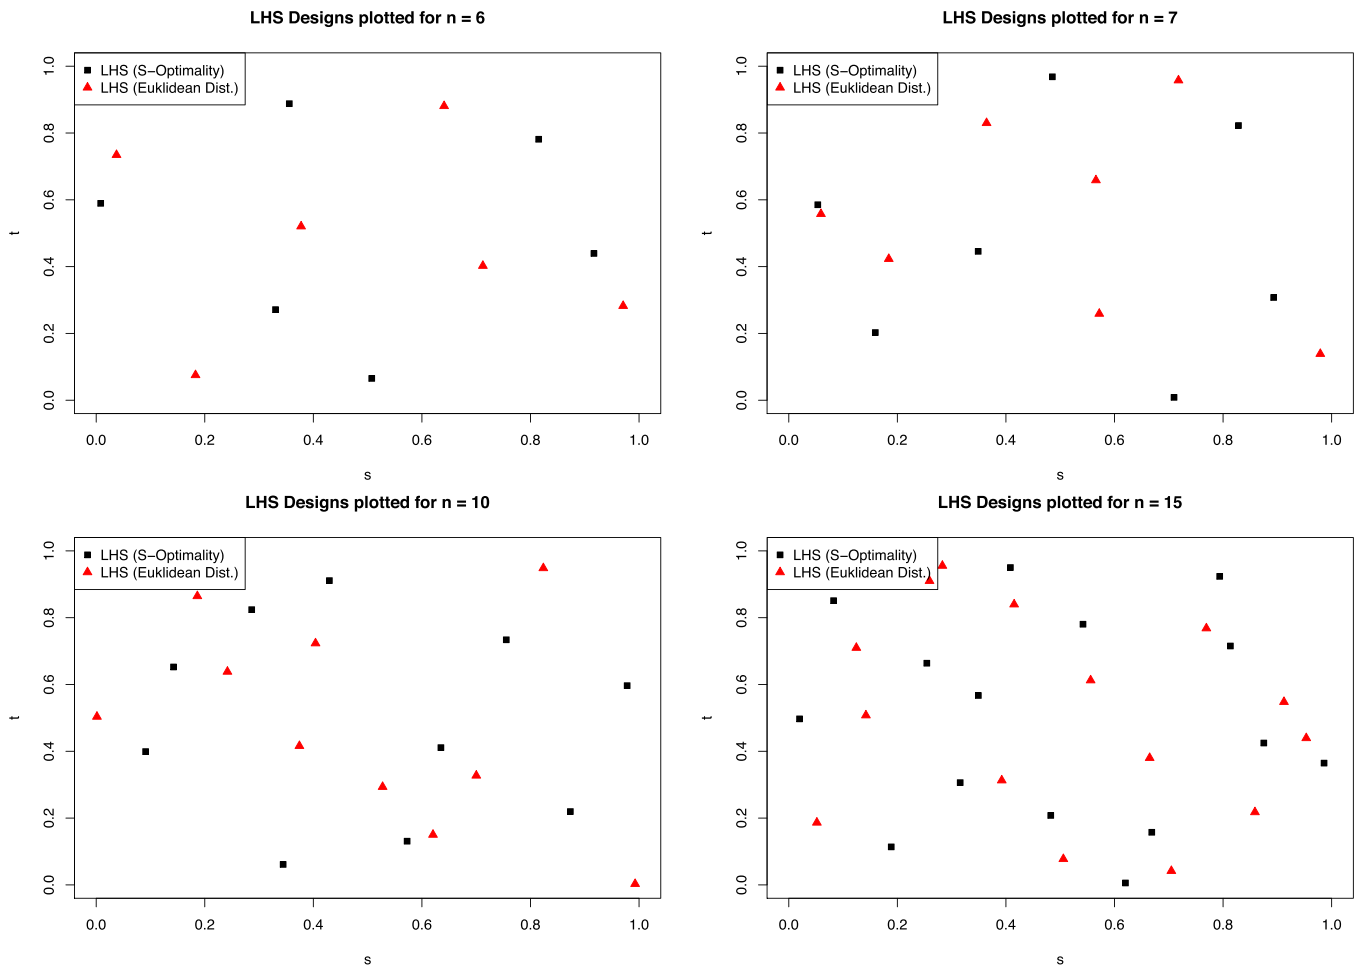 LHS Designs plotted for n = 6
LHS (S−Optimality)
LHS (Euklidean Dist.)
1.0
0.8
0.6
0.4
0.2
0.0
t
0.0 0.2 0.4 0.6 0.8 1.0
s
LHS Designs plotted for n = 7
LHS (S−Optimality)
LHS (Euklidean Dist.)
1.0
0.8
0.6
0.4
0.2
0.0
t
0.0 0.2 0.4 0.6 0.8 1.0
s
LHS Designs plotted for n = 10
LHS (S−Optimality)
LHS (Euklidean Dist.)
1.0
0.8
0.6
0.4
0.2
0.0
t
0.0 0.2 0.4 0.6 0.8 1.0
s
LHS Designs plotted for n = 15
LHS (S−Optimality)
LHS (Euklidean Dist.)
1.0
0.8
0.6
0.4
0.2
0.0
t
0.0 0.2 0.4 0.6 0.8 1.0
s